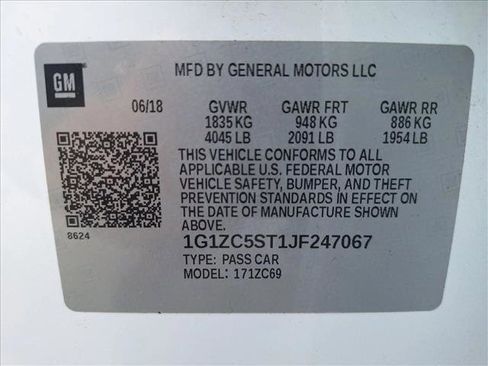 GM
MFD BY GENERAL MOTORS LLC
06/18 GVWR GAWR FRT GAWR RR
1835 KG 948 KG 886 KG
4045 LB 2091 LB 1954 LB
THIS VEHICLE CONFORMS TO ALL
APPLICABLE U.S. FEDERAL MOTOR
VEHICLE SAFETY, BUMPER, AND THEFT
PREVENTION STANDARDS IN EFFECT ON
THE DATE OF MANUFACTURE SHOWN
ABOVE.
8624
1G1ZC5ST1JF247067
TYPE: PASS CAR
MODEL: 171ZC69